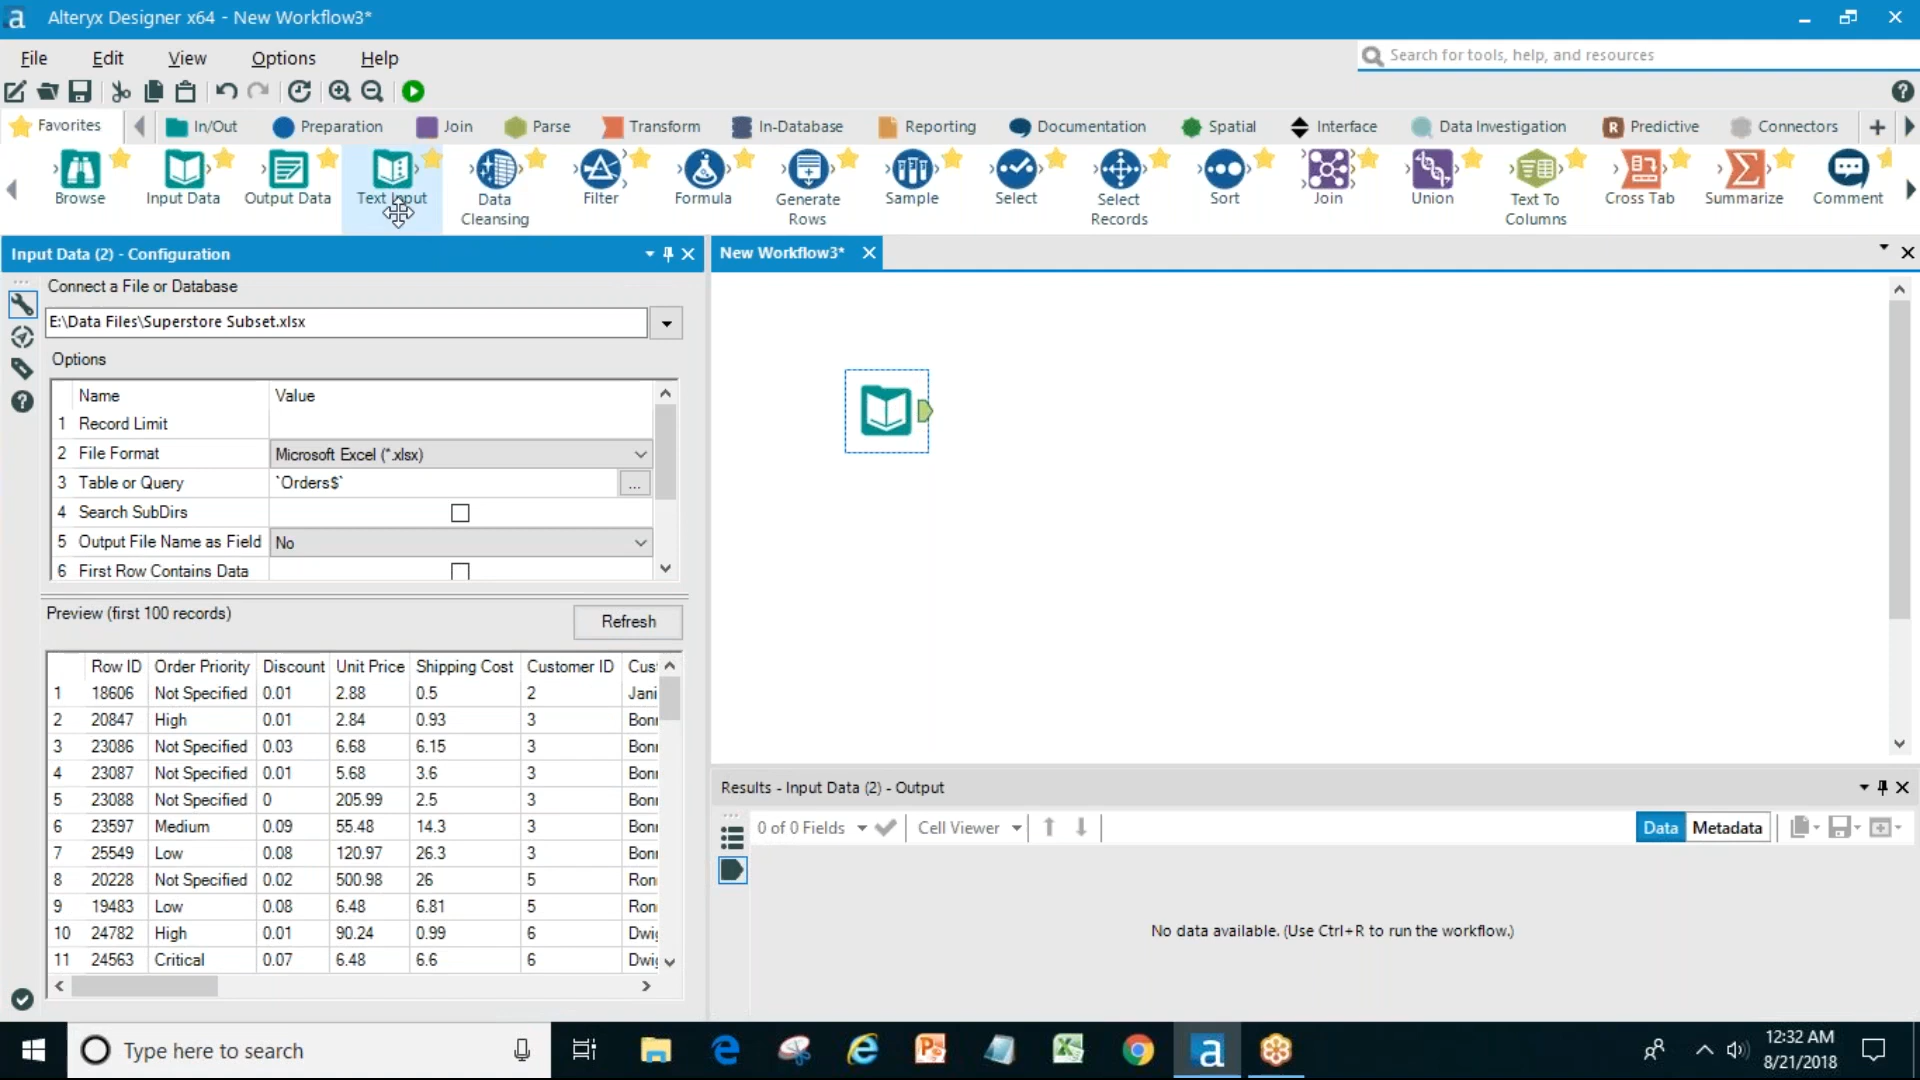 Alteryx Designer x64 - New Workflow3*
File Edit View Options Help
Search for tools, help, and resources
Favorites In/Out Preparation Join Parse Transform In-Database Reporting Documentation Spatial Interface Data Investigation Predictive Connectors
Browse Input Data Output Data Text Input Data Cleansing Filter Formula Generate Rows Sample Select Select Records Sort Join Union Text To Columns Cross Tab Summarize Comment
Input Data (2) - Configuration
New Workflow3*
Connect a File or Database
E:\Data Files\Superstore Subset.xlsx
Options
Name Value
1 Record Limit
2 File Format Microsoft Excel (*.xlsx)
3 Table or Query `Orders$` ...
4 Search SubDirs
5 Output File Name as Field No
6 First Row Contains Data
Preview (first 100 records)
Refresh
Row ID Order Priority Discount Unit Price Shipping Cost Customer ID Cus
1 18606 Not Specified 0.01 2.88 0.5 2 Jani
2 20847 High 0.01 2.84 0.93 3 Bonn
3 23086 Not Specified 0.03 6.68 6.15 3 Bonn
4 23087 Not Specified 0.01 5.68 3.6 3 Bonn
5 23088 Not Specified 0 205.99 2.5 3 Bonn
6 23597 Medium 0.09 55.48 14.3 3 Bonn
7 25549 Low 0.08 120.97 26.3 3 Bonn
8 20228 Not Specified 0.02 500.98 26 5 Ron
9 19483 Low 0.08 6.48 6.81 5 Ron
10 24782 High 0.01 90.24 0.99 6 Dwig
11 24563 Critical 0.07 6.48 6.6 6 Dwig
Results - Input Data (2) - Output
0 of 0 Fields Cell Viewer Data Metadata
No data available. (Use Ctrl+R to run the workflow.)
Type here to search
12:32 AM
8/21/2018